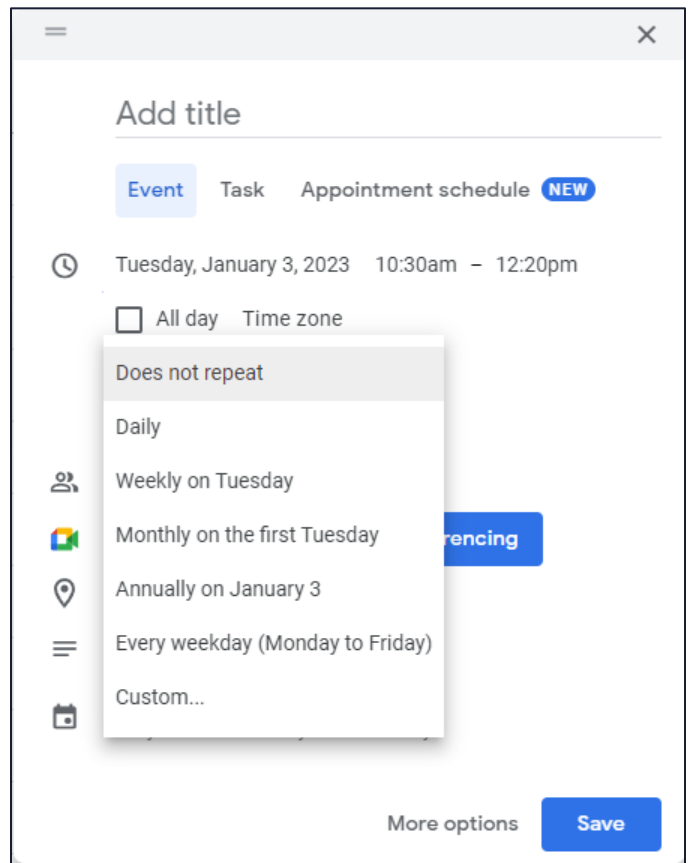 Add title
Event Task Appointment schedule NEW
Tuesday, January 3, 2023 10:30am – 12:20pm
All day Time zone
Does not repeat
Daily
Weekly on Tuesday
Monthly on the first Tuesday
rencing
Annually on January 3
Every weekday (Monday to Friday)
Custom...
More options Save